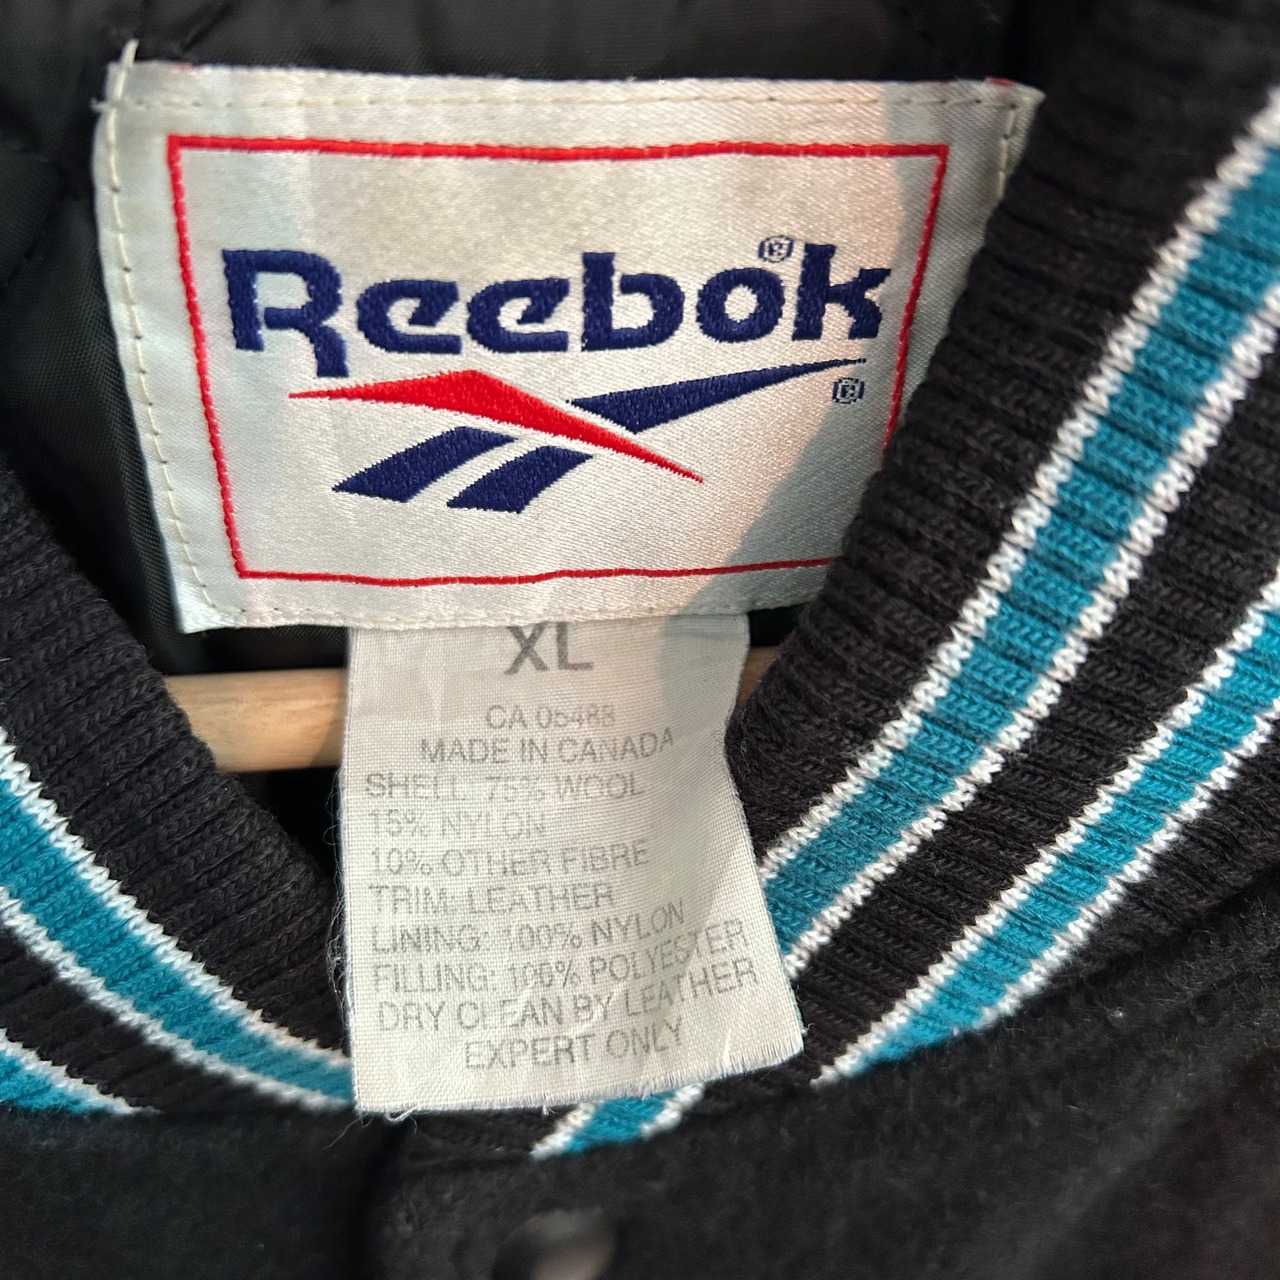 Reebok®
®
XL
CA 05488
MADE IN CANADA
SHELL: 75% WOOL
15% NYLON
10% OTHER FIBRE
TRIM: LEATHER
LINING: 100% NYLON
FILLING: 100% POLYESTER
DRY CLEAN BY LEATHER
EXPERT ONLY